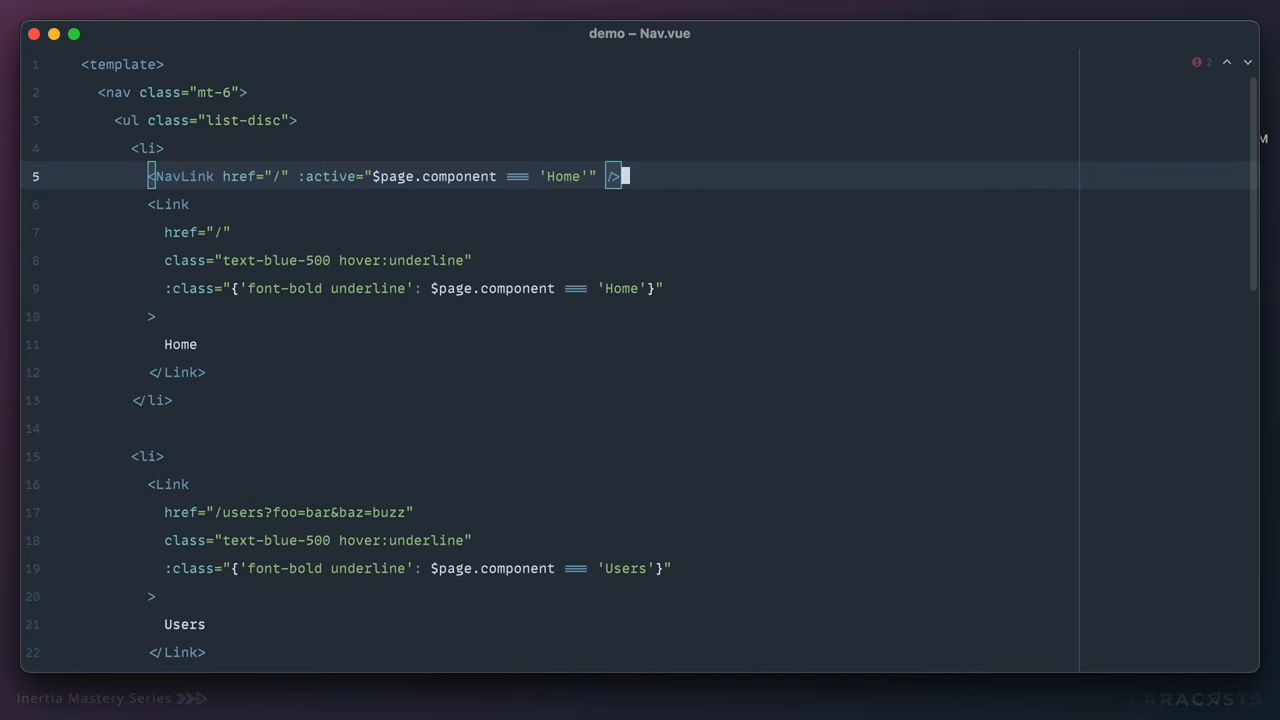 demo – Nav.vue
1 <template>
2 <nav class="mt-6">
3 <ul class="list-disc">
4 <li>
5 <NavLink href="/" :active="$page.component === 'Home'" />
6 <Link
7 href="/"
8 class="text-blue-500 hover:underline"
9 :class="{'font-bold underline': $page.component === 'Home'}"
10 >
11 Home
12 </Link>
13 </li>
14
15 <li>
16 <Link
17 href="/users?foo=bar&baz=buzz"
18 class="text-blue-500 hover:underline"
19 :class="{'font-bold underline': $page.component === 'Users'}"
20 >
21 Users
22 </Link>
2
M
Inertia Mastery Series